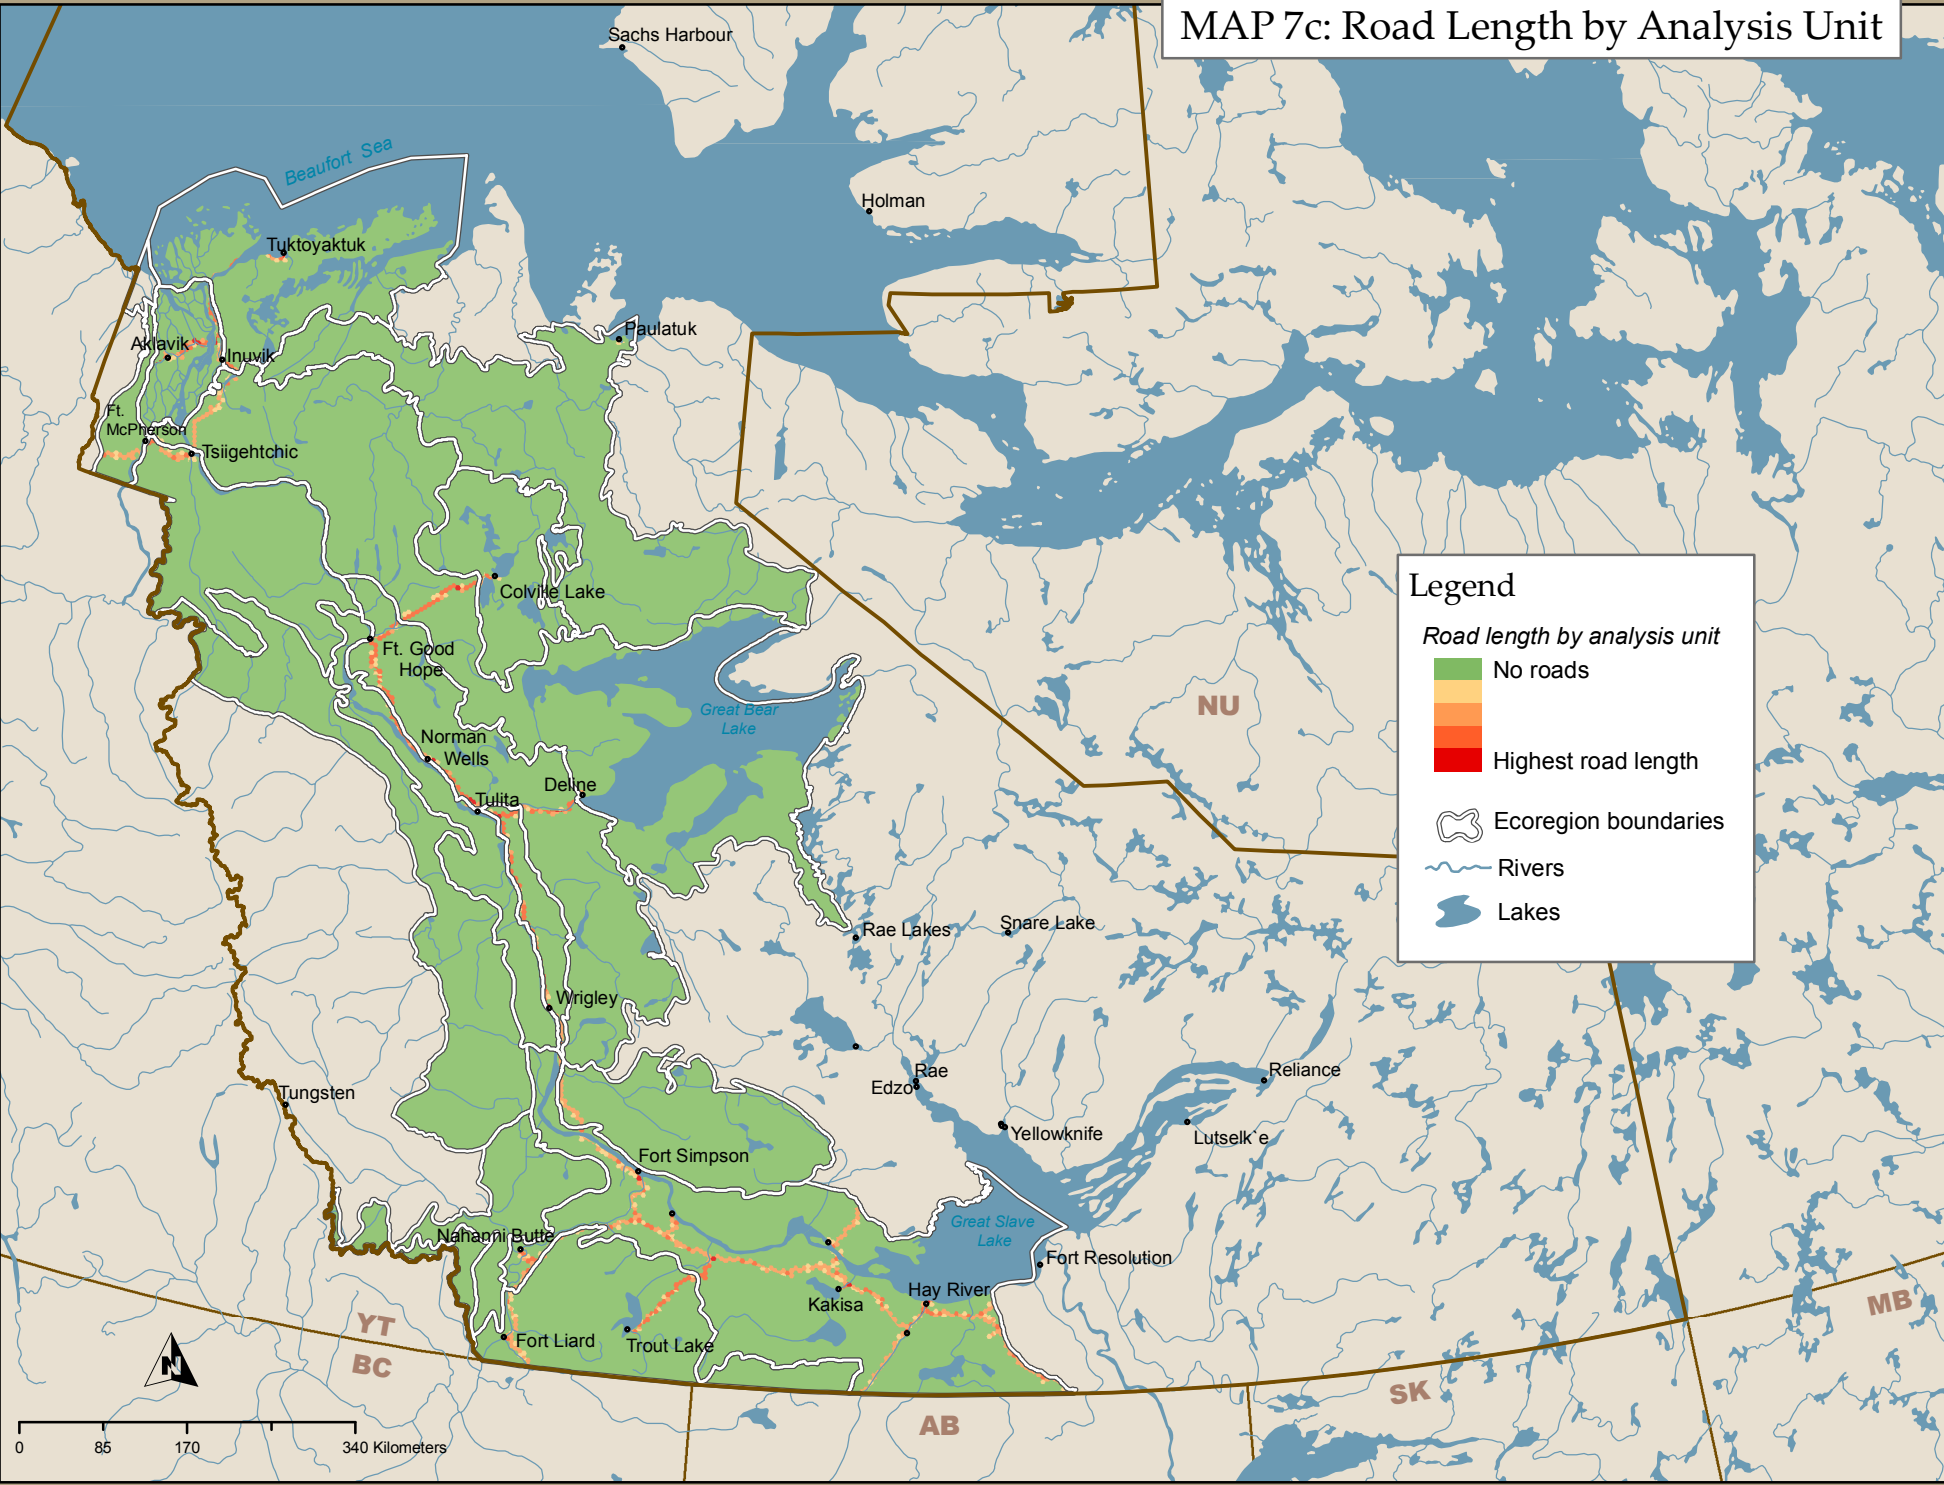 MAP 7c: Road Length by Analysis Unit
Sachs Harbour
Beaufort Sea
Holman
Tuktoyaktuk
Paulatuk
Aklavik
Inuvik
Ft.
McPherson
Tsiigehtchic
Colville Lake
Ft. Good
Hope
Great Bear
Lake
Norman
Wells
Deline
Tulita
NU
Legend
Road length by analysis unit
No roads
Highest road length
Ecoregion boundaries
Rivers
Lakes
Rae Lakes
Snare Lake
Wrigley
Rae
Edzo
Reliance
Tungsten
Yellowknife
Lutselk`e
Fort Simpson
Great Slave
Lake
Nahanni Butte
Fort Resolution
Hay River
Kakisa
Fort Liard
Trout Lake
YT
BC
AB
SK
MB
N
0 85 170 340 Kilometers